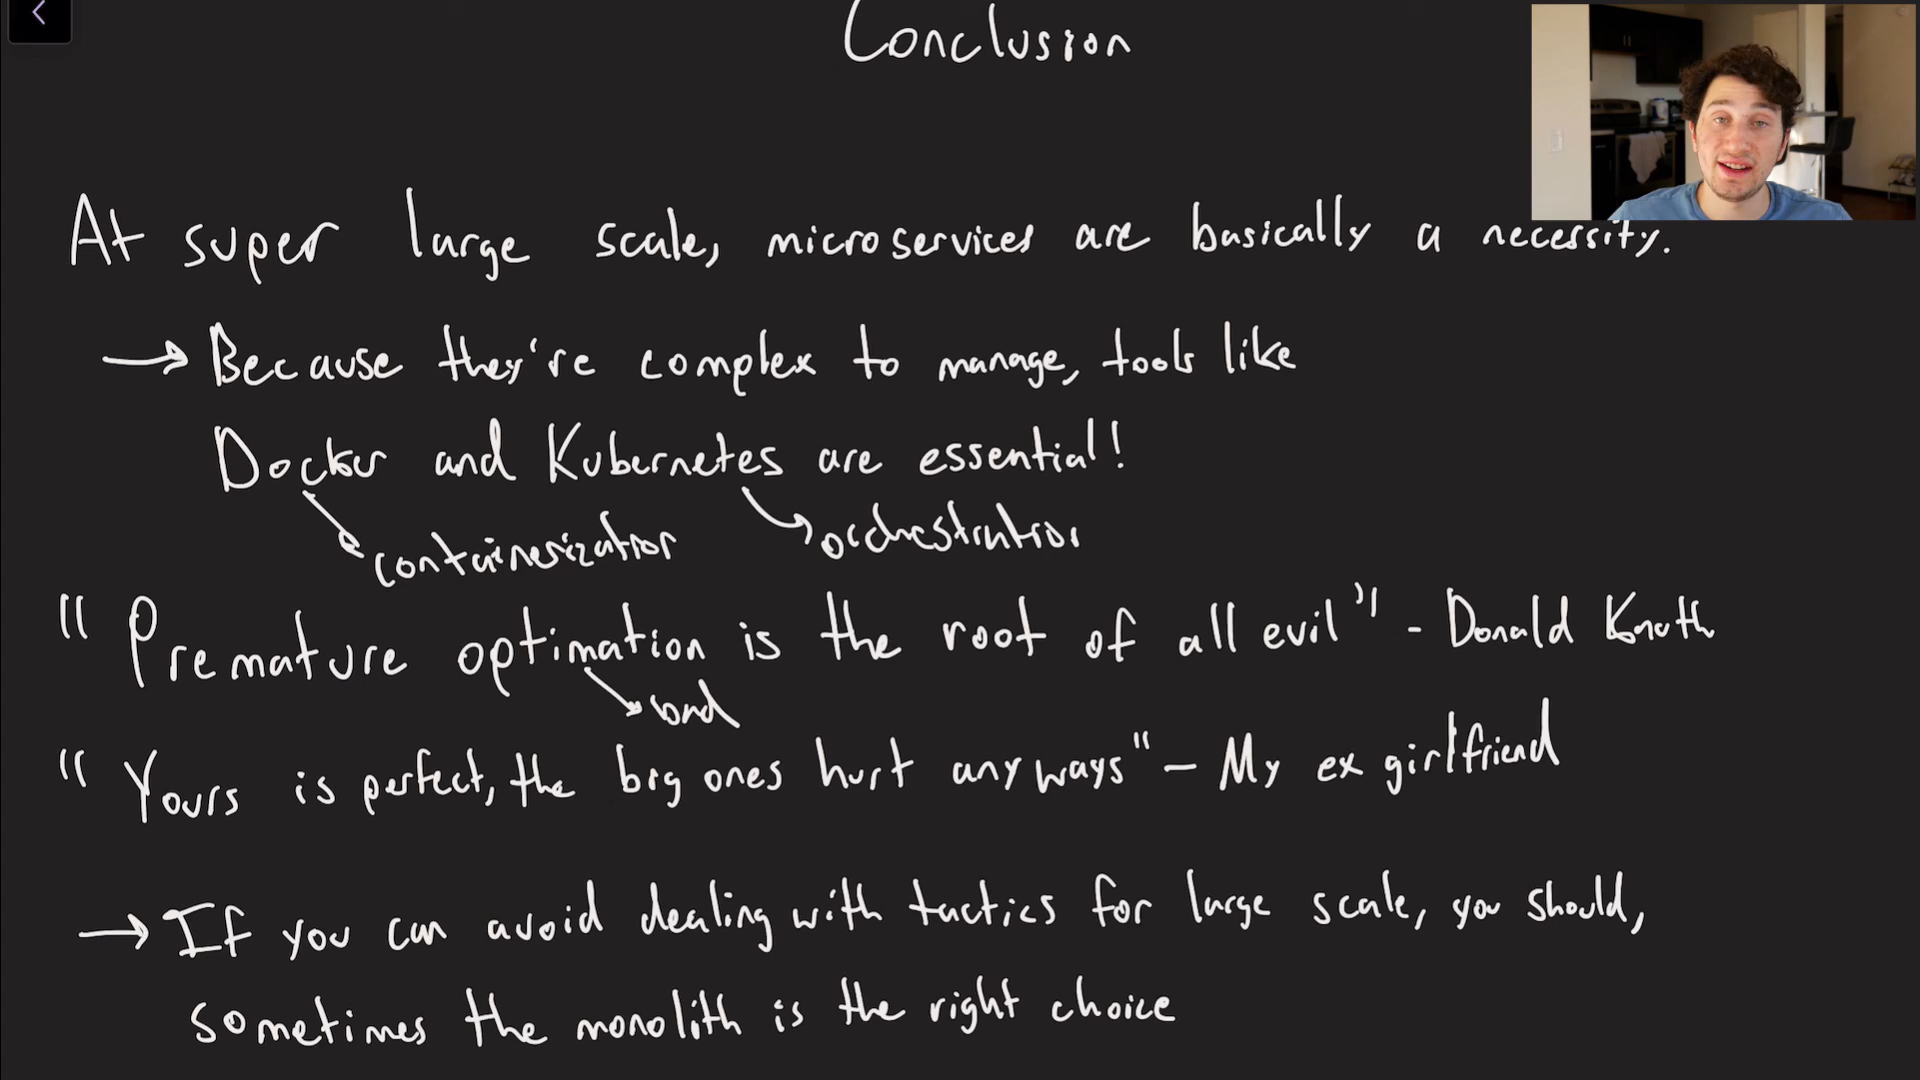 Conclusion
At super large scale, microservices are basically a necessity.
→ Because they're complex to manage, tools like
Docker and Kubernetes are essential!
containerization
orchestration
"Premature optimation is the root of all evil" - Donald Knuth
"Yours is perfect, the big ones hurt any ways" - My ex girlfriend
→ If you can avoid dealing with tactics for large scale, you should,
sometimes the monolith is the right choice